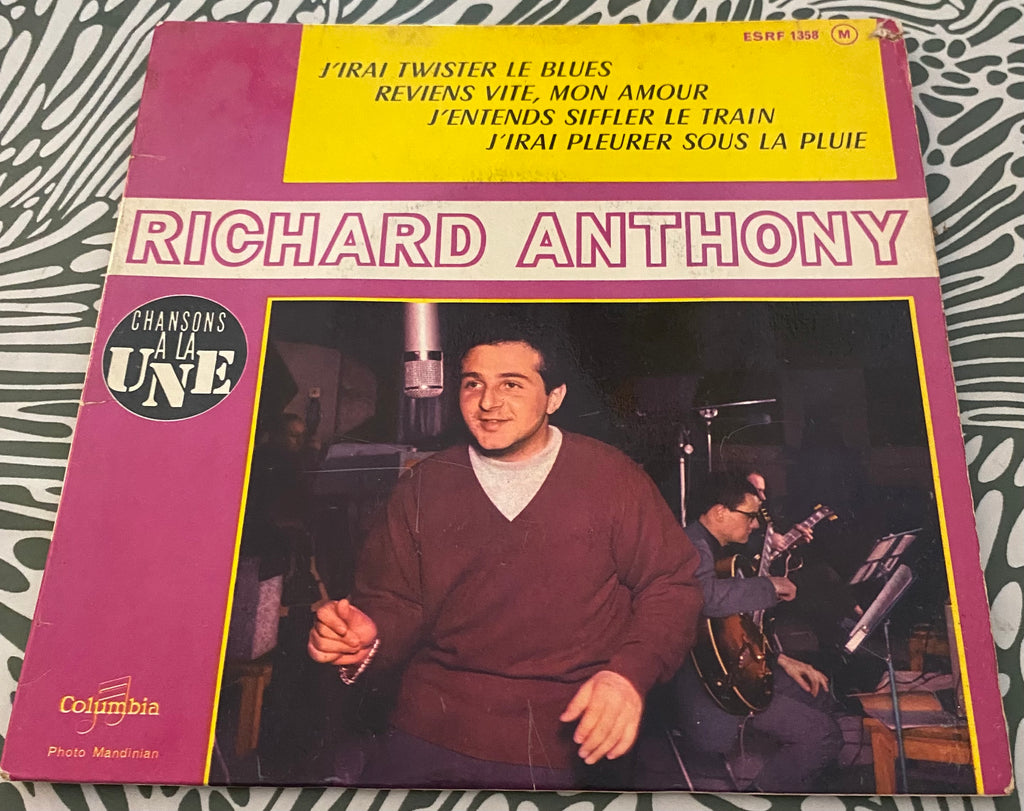 ESRF 1358 M
J'IRAI TWISTER LE BLUES
REVIENS VITE, MON AMOUR
J'ENTENDS SIFFLER LE TRAIN
J'IRAI PLEURER SOUS LA PLUIE
RICHARD ANTHONY
CHANSONS
A LA
UNE
Columbia
Photo Mandinian